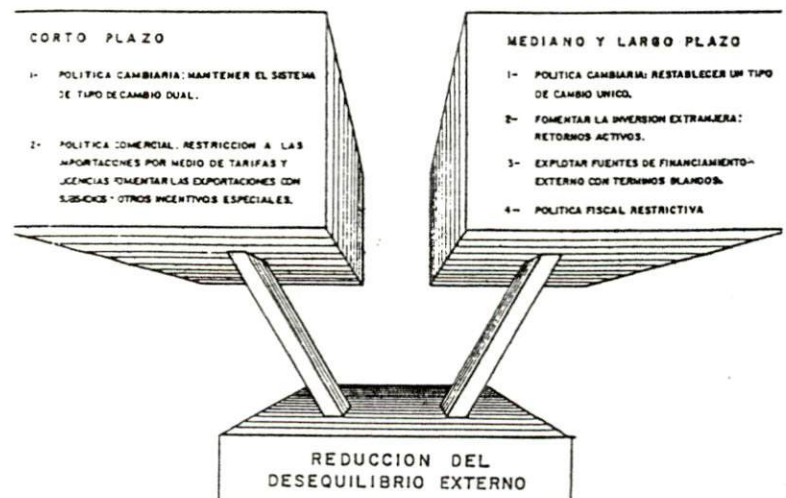 CORTO PLAZO
1- POLITICA CAMBIARIA: MANTENER EL SISTEMA
DE TIPO DE CAMBIO DUAL.
2- POLITICA COMERCIAL. RESTRICCION A LAS
IMPORTACIONES POR MEDIO DE TARIFAS Y
LICENCIAS FOMENTAR LAS EXPORTACIONES CON
SUBSIDIOS Y OTROS INCENTIVOS ESPECIALES.
MEDIANO Y LARGO PLAZO
1- POLITICA CAMBIARIA: RESTABLECER UN TIPO
DE CAMBIO UNICO.
2- FOMENTAR LA INVERSION EXTRANJERA:
RETORNOS ACTIVOS.
3- EXPLOTAR FUENTES DE FINANCIAMIENTO-
EXTERNO CON TERMINOS BLANDOS.
4- POLITICA FISCAL RESTRICTIVA
REDUCCION DEL
DESEQUILIBRIO EXTERNO